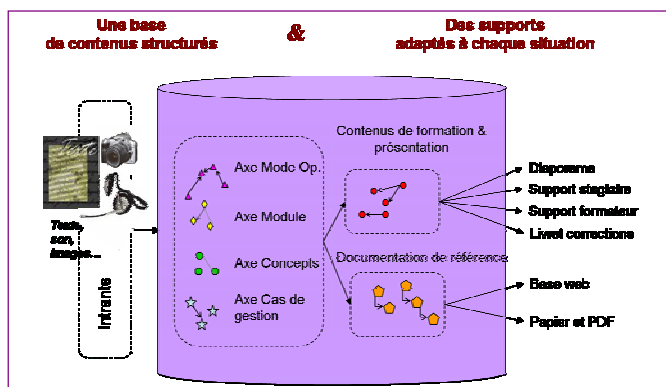 Une base
de contenus structurés
&
Des supports
adaptés à chaque situation
Texte
Texte,
son,
images...
Intrants
Axe Mode Op.
Axe Module
Axe Concepts
Axe Cas de
gestion
Contenus de formation &
présentation
Documentation de référence
Diaporama
Support stagiaire
Support formateur
Livret corrections
Base web
Papier et PDF